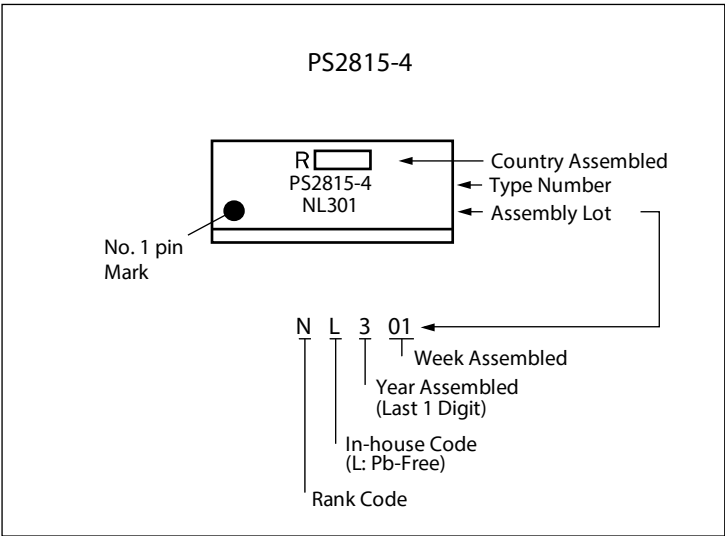 PS2815-4
R
Country Assembled
PS2815-4
Type Number
NL301
Assembly Lot
No. 1 pin
Mark
N L 3 01
Week Assembled
Year Assembled
(Last 1 Digit)
In-house Code
(L: Pb-Free)
Rank Code